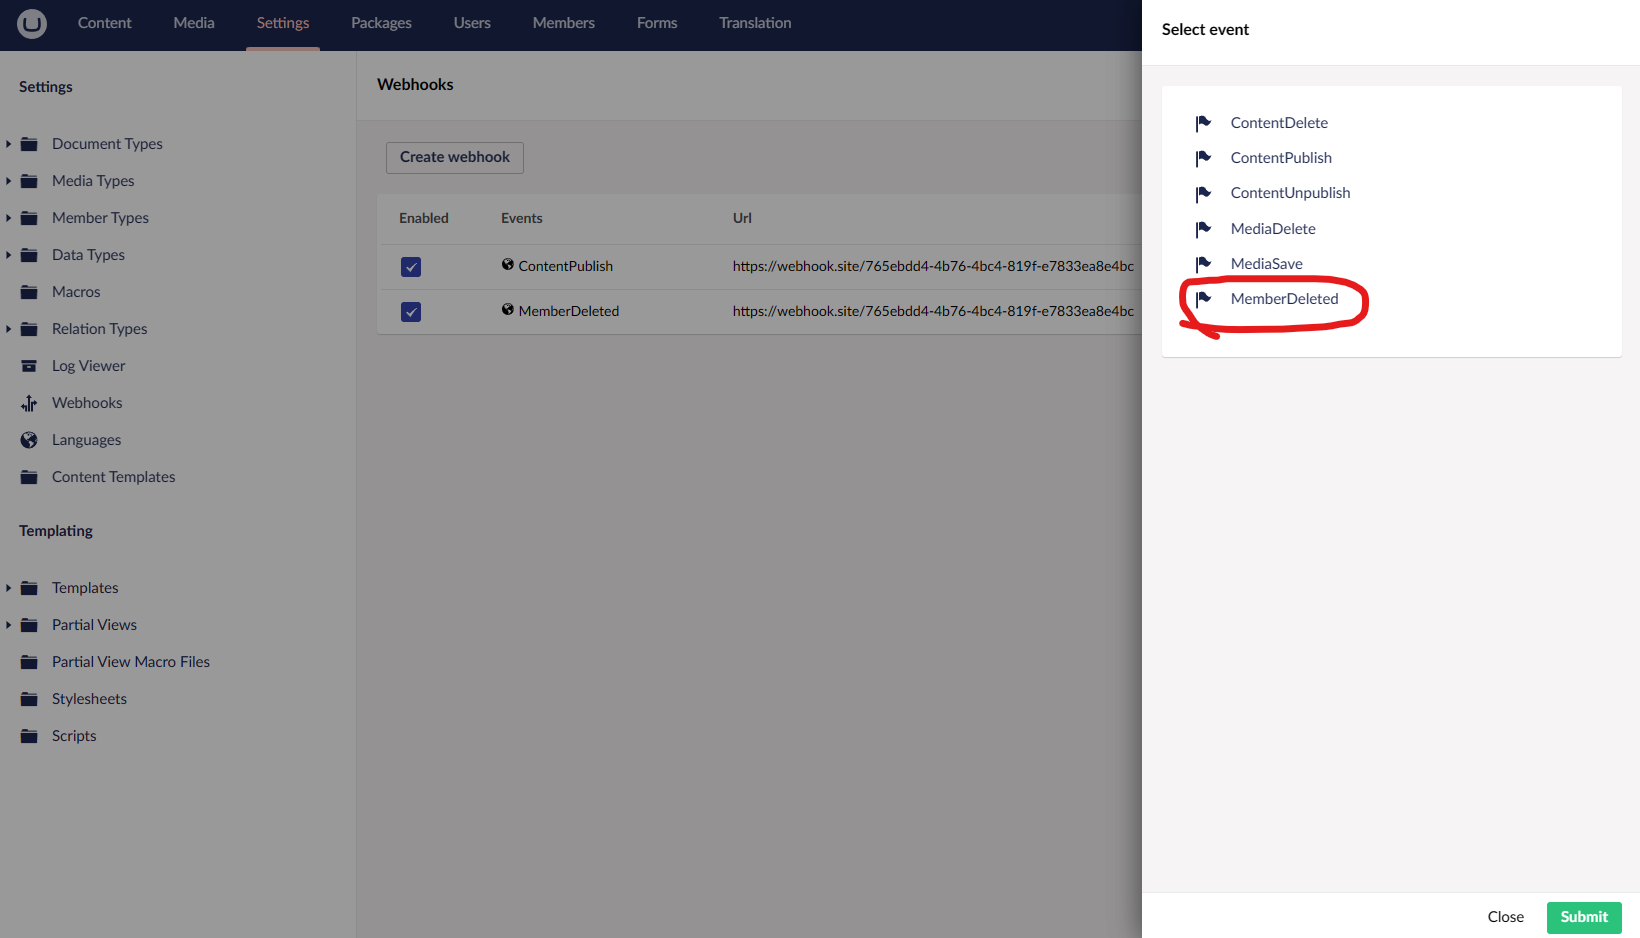 Content Media Settings Packages Users Members Forms Translation
Settings
Document Types
Media Types
Member Types
Data Types
Macros
Relation Types
Log Viewer
Webhooks
Languages
Content Templates
Templating
Templates
Partial Views
Partial View Macro Files
Stylesheets
Scripts
Webhooks
Create webhook
Enabled Events Url
ContentPublish https://webhook.site/765ebdd4-4b76-4bc4-819f-e7833ea8e4bc
MemberDeleted https://webhook.site/765ebdd4-4b76-4bc4-819f-e7833ea8e4bc
Select event
ContentDelete
ContentPublish
ContentUnpublish
MediaDelete
MediaSave
MemberDeleted
Close Submit